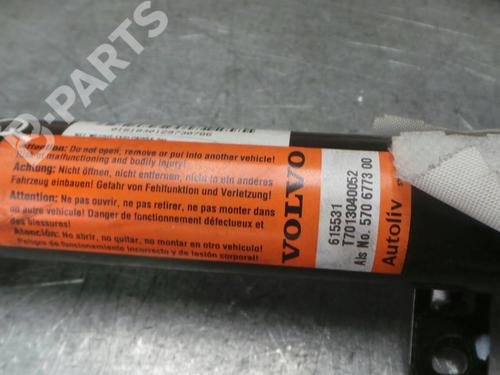 B-PARTS
Attention: Do not open, remove or put into another vehicle!
Risk of malfunctioning and bodily injury!
Achtung: Nicht öffnen, nicht entfernen, nicht in ein anderes
Fahrzeug einbauen! Gefahr von Fehlfunktion und Verletzung!
Attention: Ne pas ouvrir, ne pas retirer, ne pas monter dans
un autre véhicule! Danger de fonctionnement défectueux et
des blessures!
Atención: No abrir, no quitar, no montar en otro vehículo!
Peligro de funcionamiento incorrecto y de lesión corporal!
VOLVO
615531
T7013040052
Als No. 570 6773 00
Autoliv